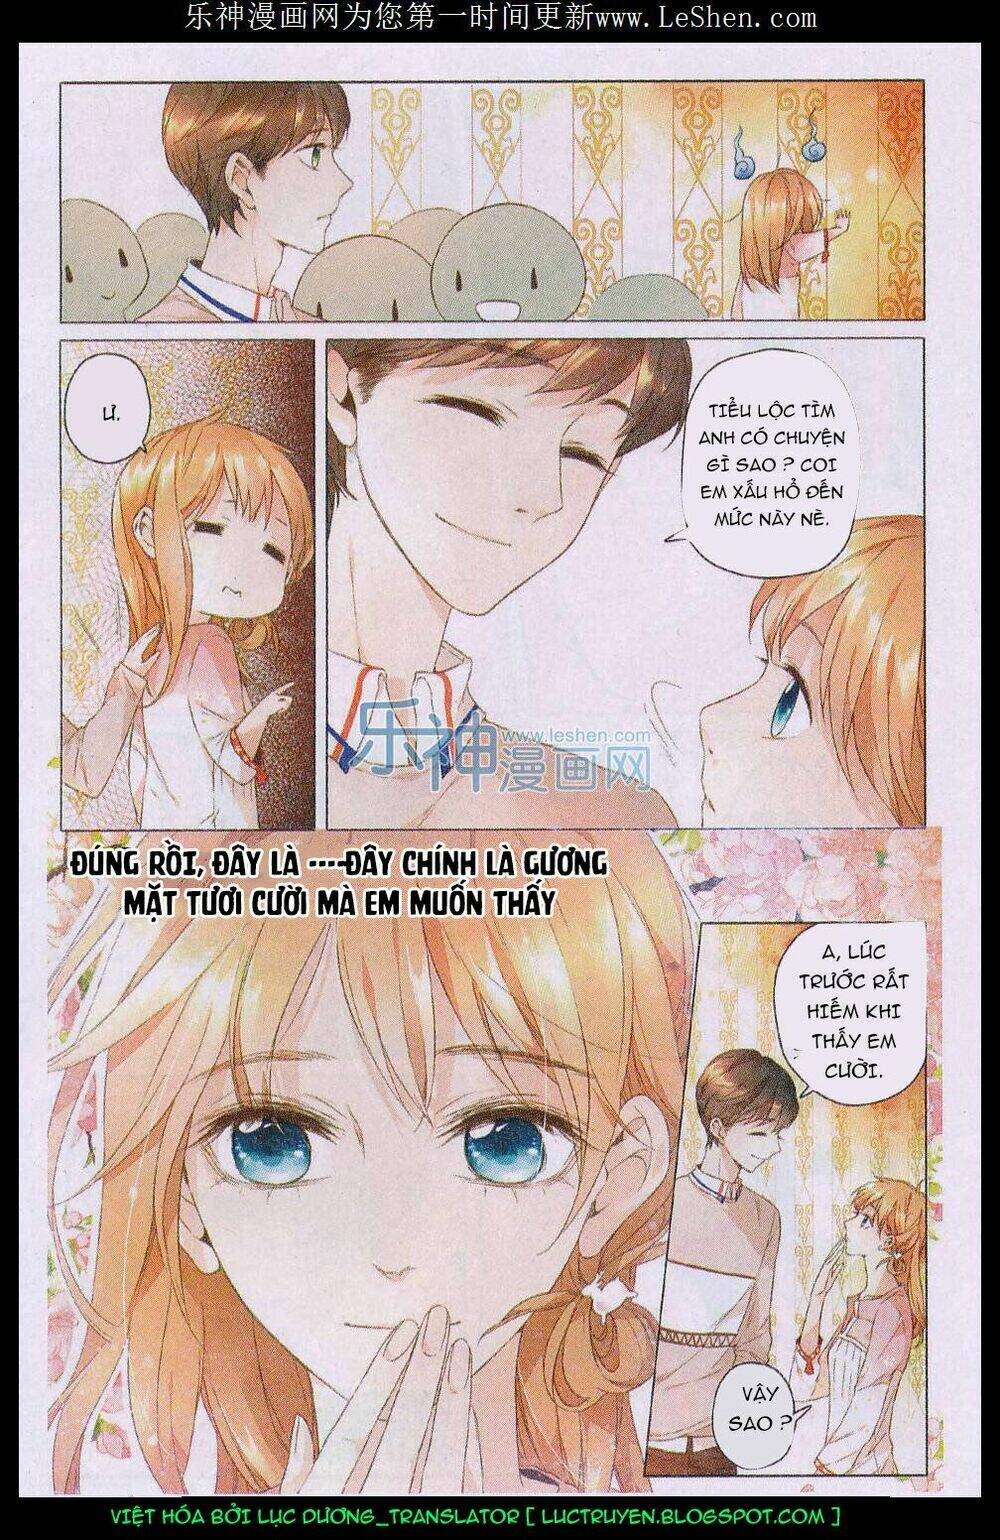 乐神漫画网为您第一时间更新www.LeShen.com
Ư.
TIỂU LỘC TÌM
ANH CÓ CHUYỆN
GÌ SAO ? COI
EM XẤU HỔ ĐẾN
MỨC NÀY NÈ.
www.leshen.com
乐神漫画网
ĐÚNG RỒI, ĐÂY LÀ ----ĐÂY CHÍNH LÀ GƯƠNG
MẶT TƯƠI CƯỜI MÀ EM MUỐN THẤY
A, LÚC
TRƯỚC RẤT
HIẾM KHI
THẤY EM
CƯỜI.
VẬY
SAO ?
VIỆT HÓA BỞI LỤC DƯƠNG_TRANSLATOR [ LUCTRUYEN.BLOGSPOT.COM ]